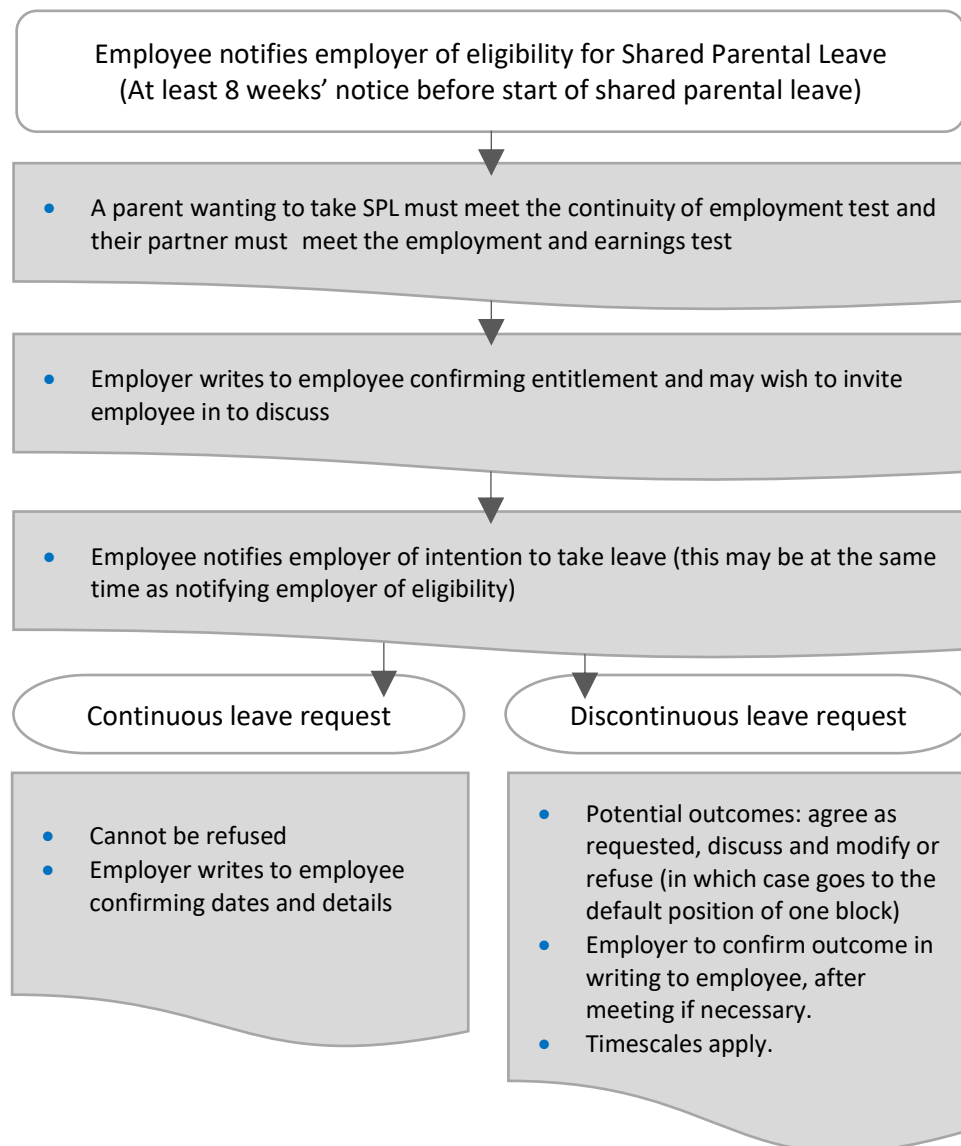 Employee notifies employer of eligibility for Shared Parental Leave
(At least 8 weeks’ notice before start of shared parental leave)
• A parent wanting to take SPL must meet the continuity of employment test and
their partner must meet the employment and earnings test
• Employer writes to employee confirming entitlement and may wish to invite
employee in to discuss
• Employee notifies employer of intention to take leave (this may be at the same
time as notifying employer of eligibility)
Continuous leave request
• Cannot be refused
• Employer writes to employee
confirming dates and details
Discontinuous leave request
• Potential outcomes: agree as
requested, discuss and modify or
refuse (in which case goes to the
default position of one block)
• Employer to confirm outcome in
writing to employee, after
meeting if necessary.
• Timescales apply.